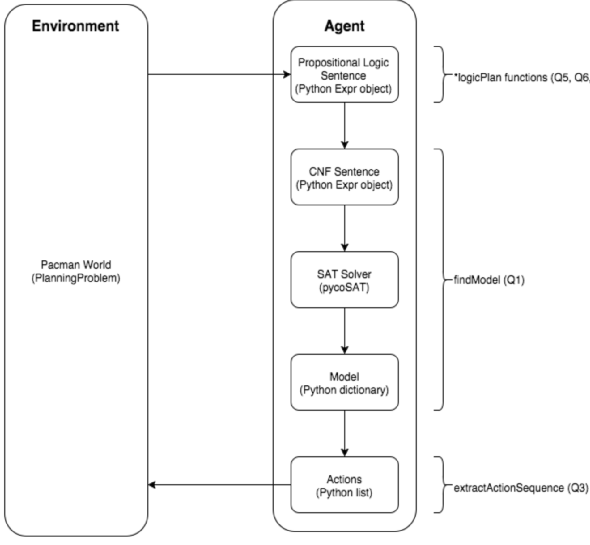 Environment
Agent
Propositional Logic
Sentence
(Python Expr object)
*logicPlan functions (Q5, Q6,
CNF Sentence
(Python Expr object)
Pacman World
(PlanningProblem)
SAT Solver
(pycoSAT)
findModel (Q1)
Model
(Python dictionary)
Actions
(Python list)
extractActionSequence (Q3)